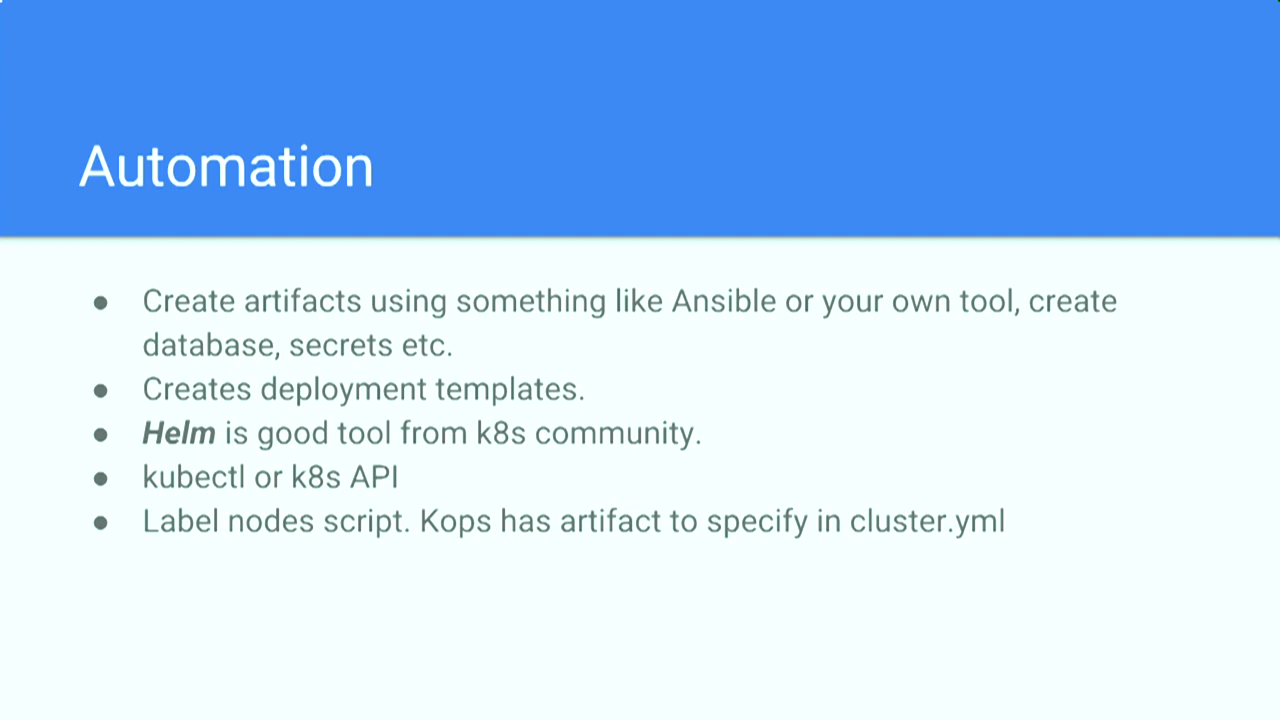 Automation
● Create artifacts using something like Ansible or your own tool, create
database, secrets etc.
● Creates deployment templates.
● Helm is good tool from k8s community.
● kubectl or k8s API
● Label nodes script. Kops has artifact to specify in cluster.yml